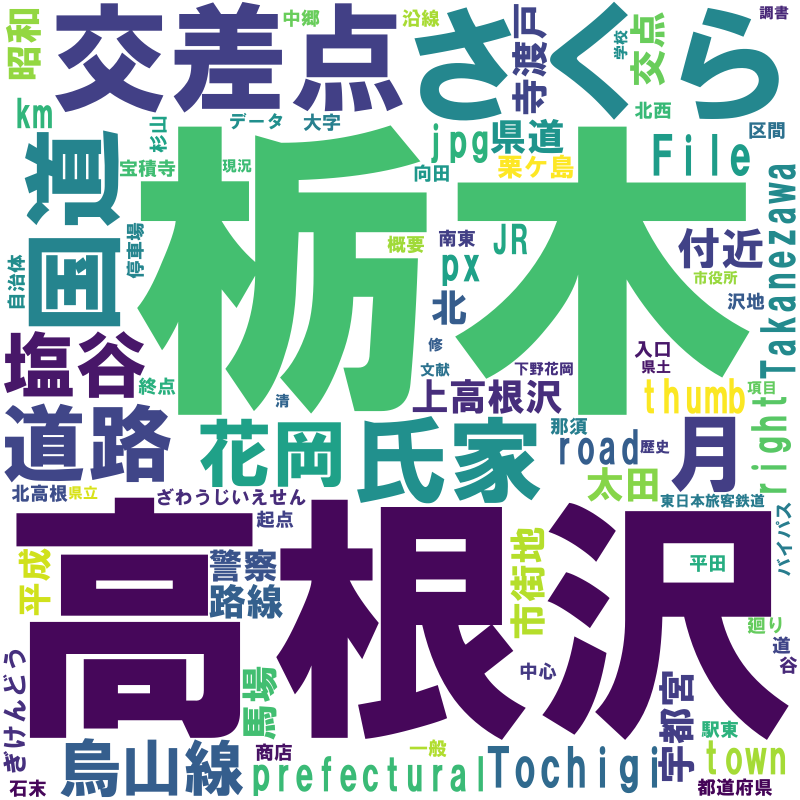 昭和
交差点
中郷
沿線
さくら
寺渡戸
学校
交点
調書
km
杉山
データ
大字
jpg
県道
北西
区間
国道
宝積寺
現況
向田
栗ケ島
File
Takanezawa
栃木
自治体
停車場
概要
南東
JR
px
付近
市役所
北
沢地
塩谷
修
入口
県土
終点
清
文献
下野花岡
上高根沢
thumb
項目
right
道路
花岡
氏家
那須
road
歴史
月
太田
北高根
県立
ざわうじいえせん
起点
東日本旅客鉄道
バイパス
高根沢
平成
警察
路線
市街地
平田
廻り
道
谷
ぎけんどう
馬場
中心
宇都宮
駅東
石末
烏山線
商店
一般
prefectural
Tochigi
town
都道府県